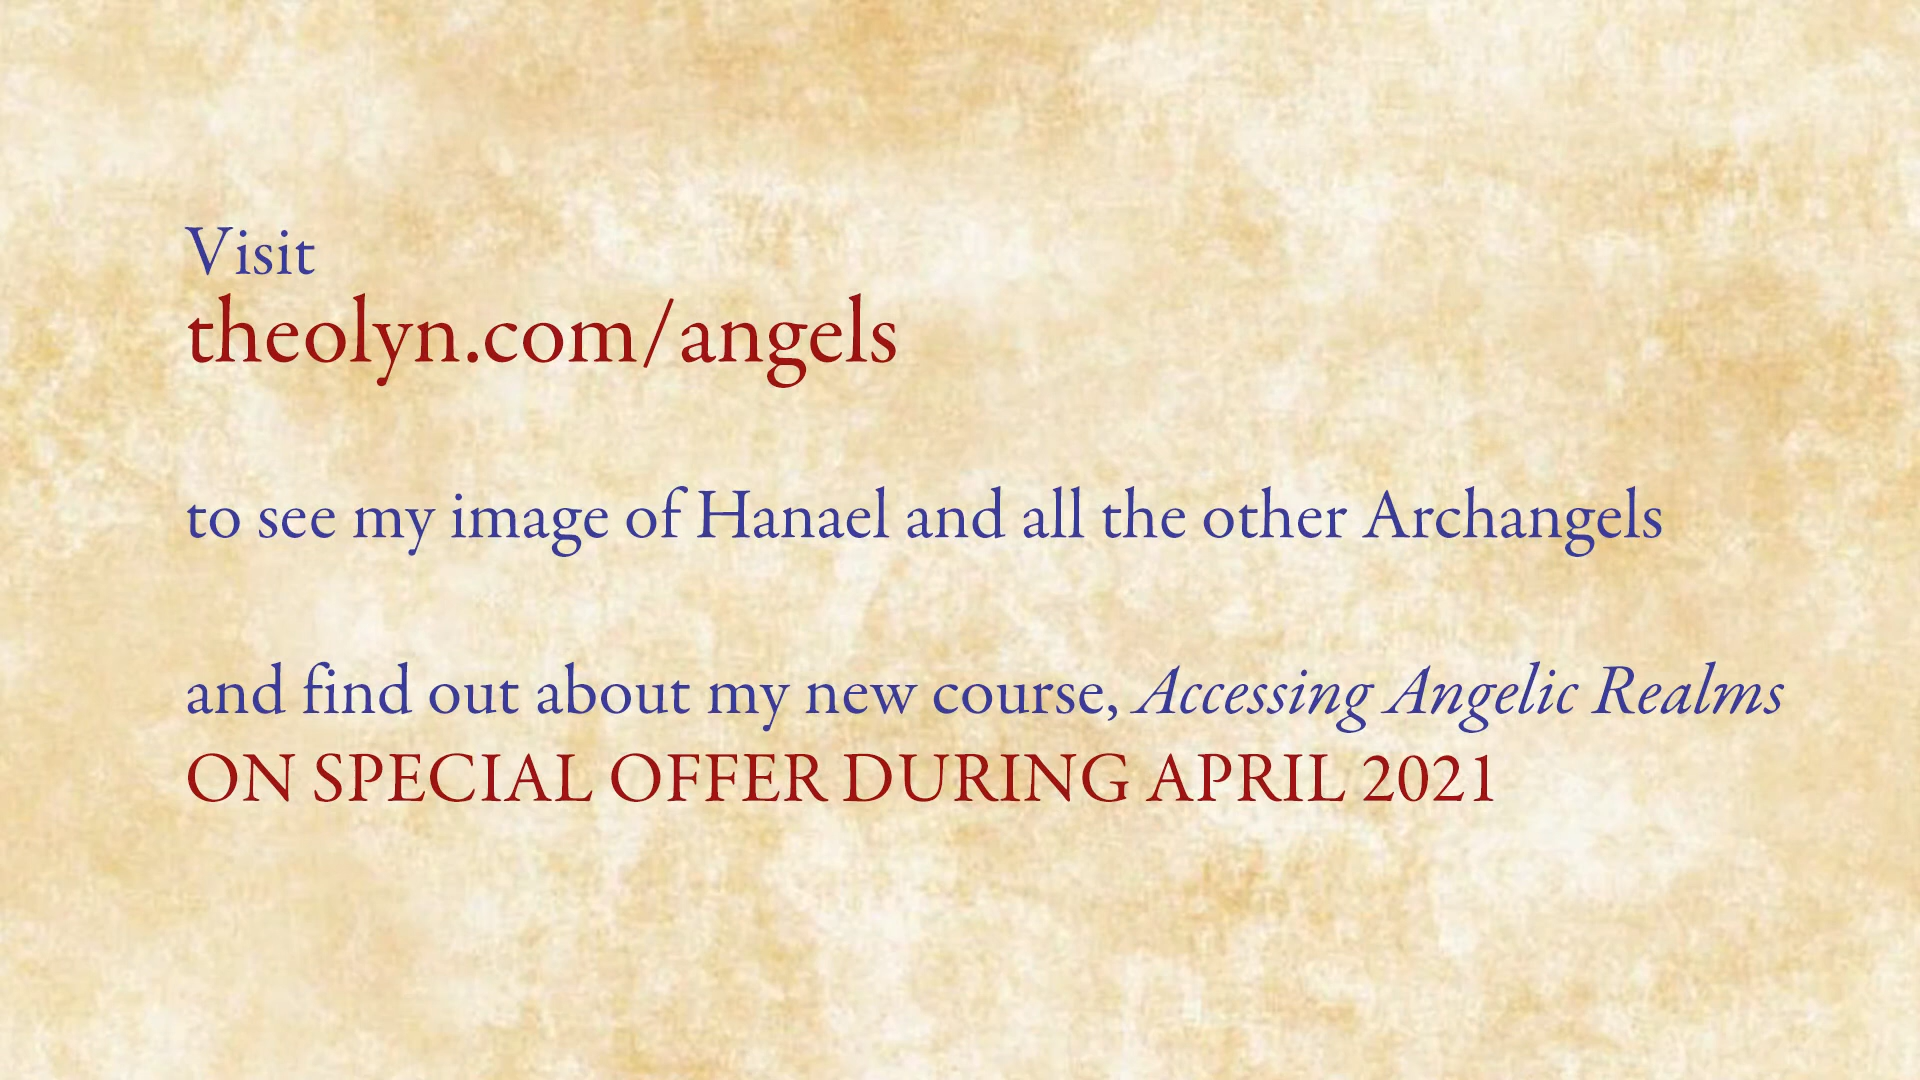 Visit
theolyn.com/angels
to see my image of Hanael and all the other Archangels
and find out about my new course, Accessing Angelic Realms
ON SPECIAL OFFER DURING APRIL 2021